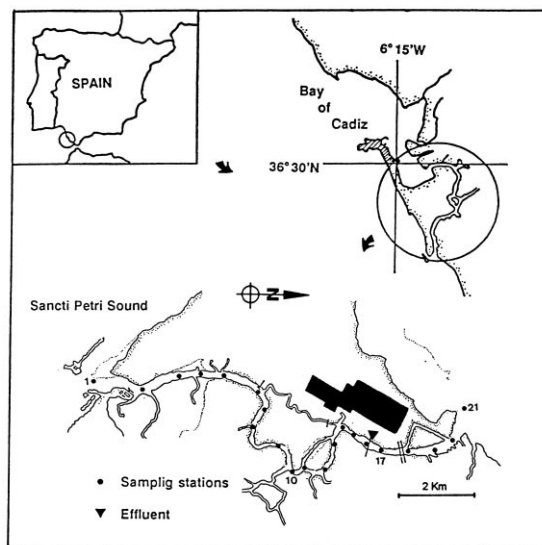 SPAIN
6° 15'W
Bay
of
Cadiz
36° 30'N
N
Sancti Petri Sound
1
21
17
10
Samplig stations
Effluent
2 Km